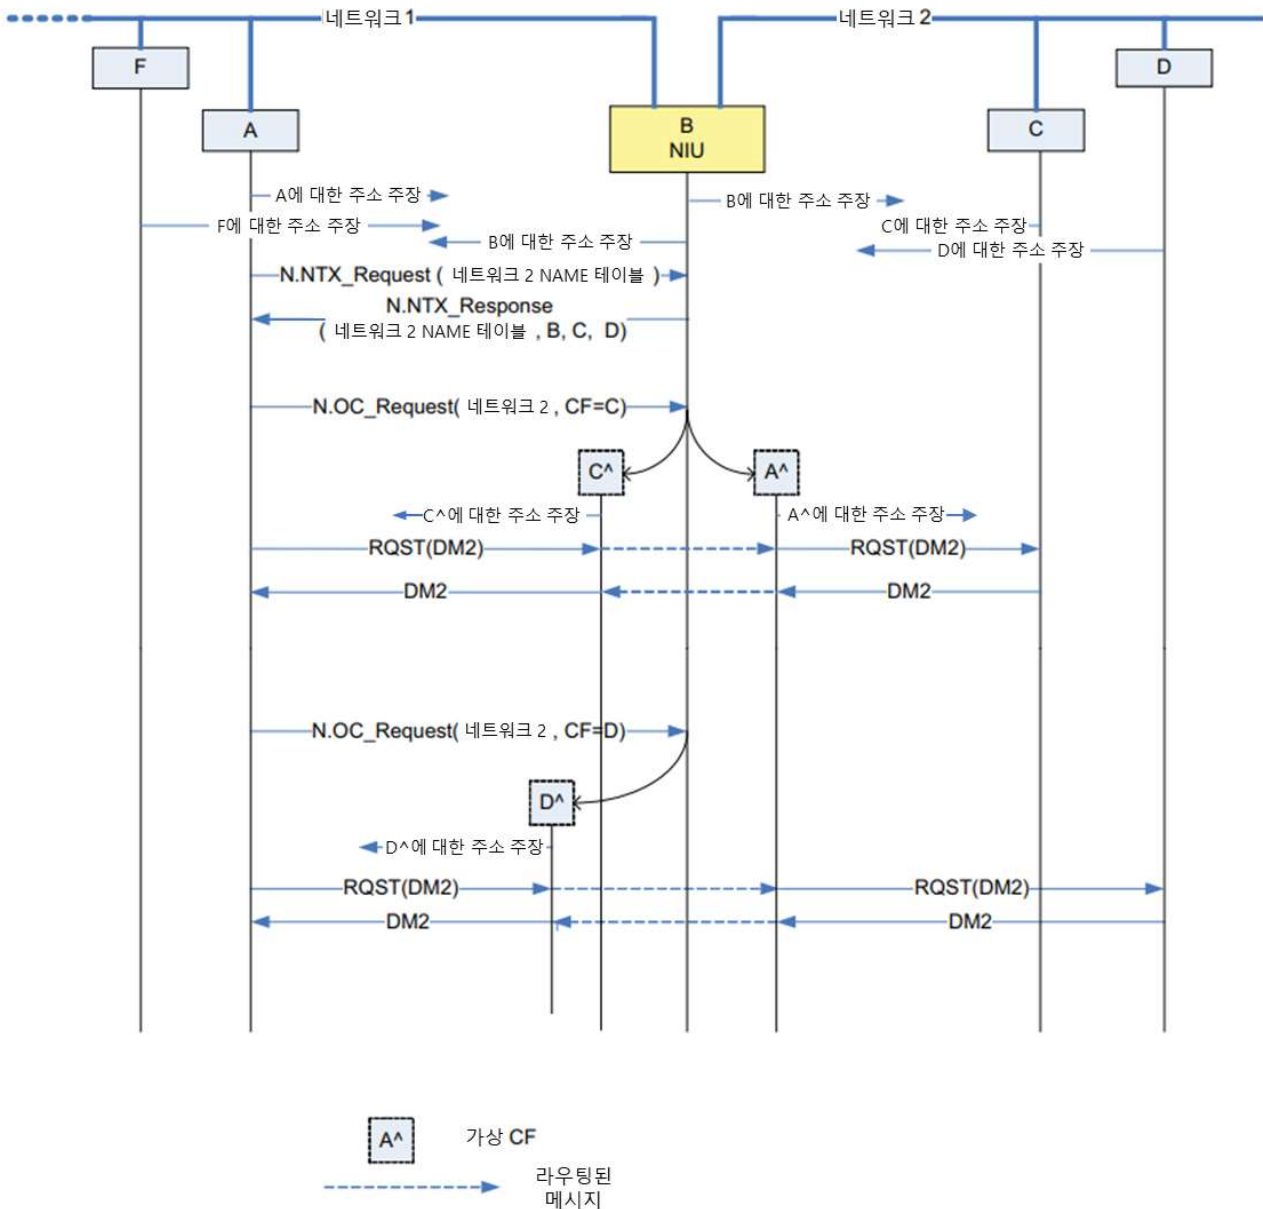 네트워크 1
네트워크 2
F
D
A
B
NIU
C
A에 대한 주소 주장
B에 대한 주소 주장
F에 대한 주소 주장
C에 대한 주소 주장
B에 대한 주소 주장
D에 대한 주소 주장
N.NTX_Request ( 네트워크 2 NAME 테이블 )
N.NTX_Response
( 네트워크 2 NAME 테이블 , B, C, D)
N.OC_Request( 네트워크 2 , CF=C)
C^
A^
C^에 대한 주소 주장
A^에 대한 주소 주장
RQST(DM2)
RQST(DM2)
DM2
DM2
N.OC_Request( 네트워크 2 , CF=D)
D^
D^에 대한 주소 주장
RQST(DM2)
RQST(DM2)
DM2
DM2
A^
가상 CF
라우팅된
메시지